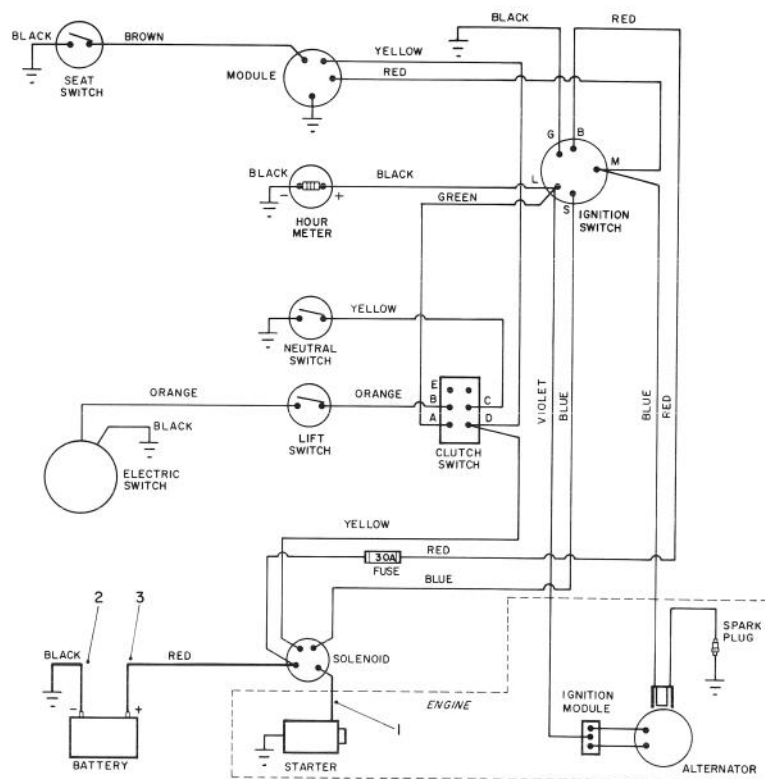 BLACK
RED
BLACK
BROWN
YELLOW
SEAT
SWITCH
MODULE
RED
G
B
M
BLACK
BLACK
L
- +
GREEN
S
HOUR
METER
IGNITION
SWITCH
YELLOW
NEUTRAL
SWITCH
ORANGE
ORANGE
E
B
C
A
D
VIOLET
BLUE
BLUE
RED
BLACK
LIFT
SWITCH
CLUTCH
SWITCH
ELECTRIC
SWITCH
YELLOW
30A
RED
FUSE
BLUE
2
3
BLACK
RED
SOLENOID
SPARK
PLUG
- +
ENGINE
IGNITION
MODULE
1
BATTERY
STARTER
ALTERNATOR